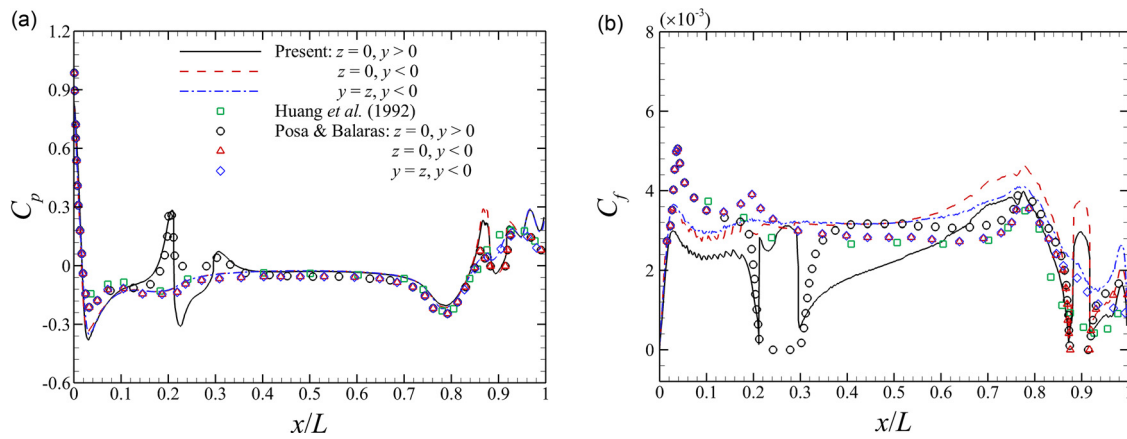 (a)
1.2
0.9
0.6
0.3
0
-0.3
-0.6
Cp
0 0.1 0.2 0.3 0.4 0.5 0.6 0.7 0.8 0.9 1
x/L
Present: z = 0, y > 0
z = 0, y < 0
y = z, y < 0
Huang et al. (1992)
Posa & Balaras: z = 0, y > 0
z = 0, y < 0
y = z, y < 0
(b)
(×10⁻³)
8
6
4
2
0
Cf
0 0.1 0.2 0.3 0.4 0.5 0.6 0.7 0.8 0.9 1
x/L